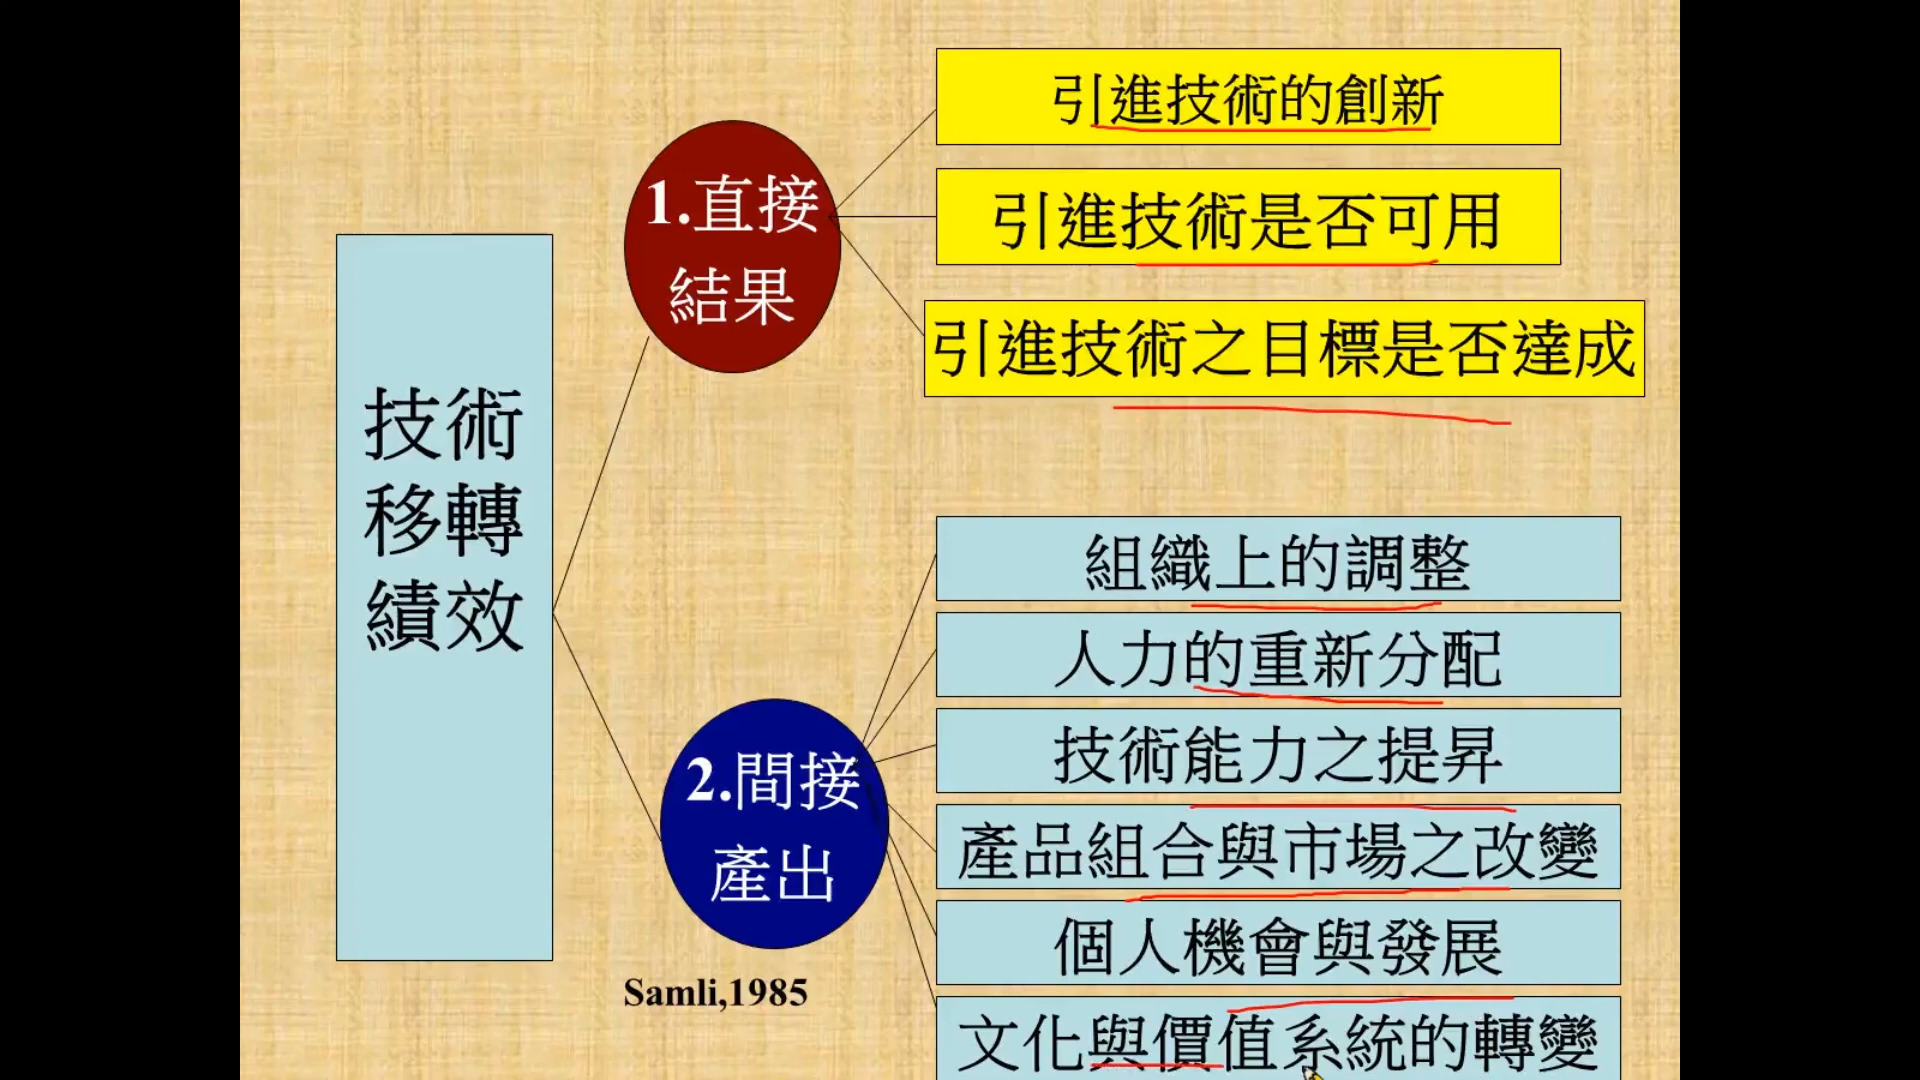 技術
移轉
績效
1.直接
結果
引進技術的創新
引進技術是否可用
引進技術之目標是否達成
2.間接
產出
組織上的調整
人力的重新分配
技術能力之提昇
產品組合與市場之改變
個人機會與發展
文化與價值系統的轉變
Samli,1985